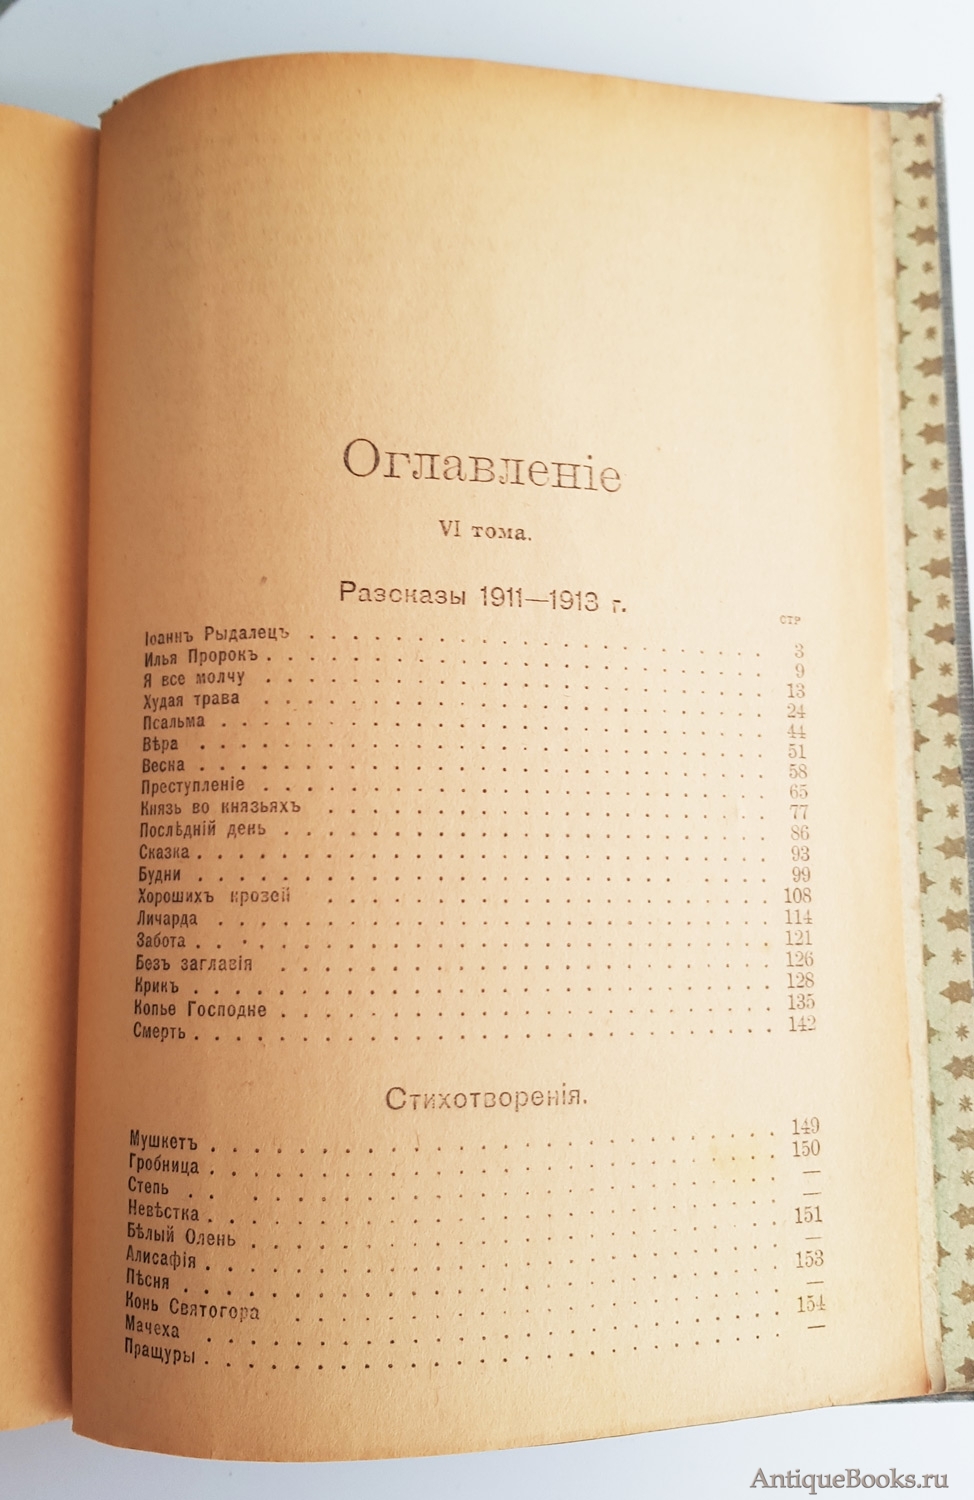 Оглавленіе
VI тома.
Разсказы 1911—1913 г.
СТР
Іоаннъ Рыдалецъ . . . . . . . . . . . . . . . . . 3
Илья Пророкъ . . . . . . . . . . . . . . . . . . 9
Я все молчу . . . . . . . . . . . . . . . . . . 13
Худая трава . . . . . . . . . . . . . . . . . . 24
Псальма . . . . . . . . . . . . . . . . . . . . 44
Вѣра . . . . . . . . . . . . . . . . . . . . . 51
Весна . . . . . . . . . . . . . . . . . . . . . 58
Преступленіе . . . . . . . . . . . . . . . . . . 65
Князь во князьяхъ . . . . . . . . . . . . . . . . 77
Послѣдній день . . . . . . . . . . . . . . . . . 86
Сказка . . . . . . . . . . . . . . . . . . . . . 93
Будни . . . . . . . . . . . . . . . . . . . . . 99
Хорошихъ крозей . . . . . . . . . . . . . . . . 108
Личарда . . . . . . . . . . . . . . . . . . . . 114
Забота . . . . . . . . . . . . . . . . . . . . . 121
Безъ заглавія . . . . . . . . . . . . . . . . . . 126
Крикъ . . . . . . . . . . . . . . . . . . . . . 128
Копье Господне . . . . . . . . . . . . . . . . . 135
Смерть . . . . . . . . . . . . . . . . . . . . . 142
Стихотворенія.
Мушкетъ . . . . . . . . . . . . . . . . . . . . 149
Гробница . . . . . . . . . . . . . . . . . . . . 150
Степь . . . . . . . . . . . . . . . . . . . . . —
Невѣстка . . . . . . . . . . . . . . . . . . . . —
Бѣлый Олень . . . . . . . . . . . . . . . . . . 151
Алисафія . . . . . . . . . . . . . . . . . . . . —
Пѣсня . . . . . . . . . . . . . . . . . . . . . 153
Конь Святогора . . . . . . . . . . . . . . . . . —
Мачеха . . . . . . . . . . . . . . . . . . . . . 154
Пращуры . . . . . . . . . . . . . . . . . . . . —
AntiqueBooks.ru